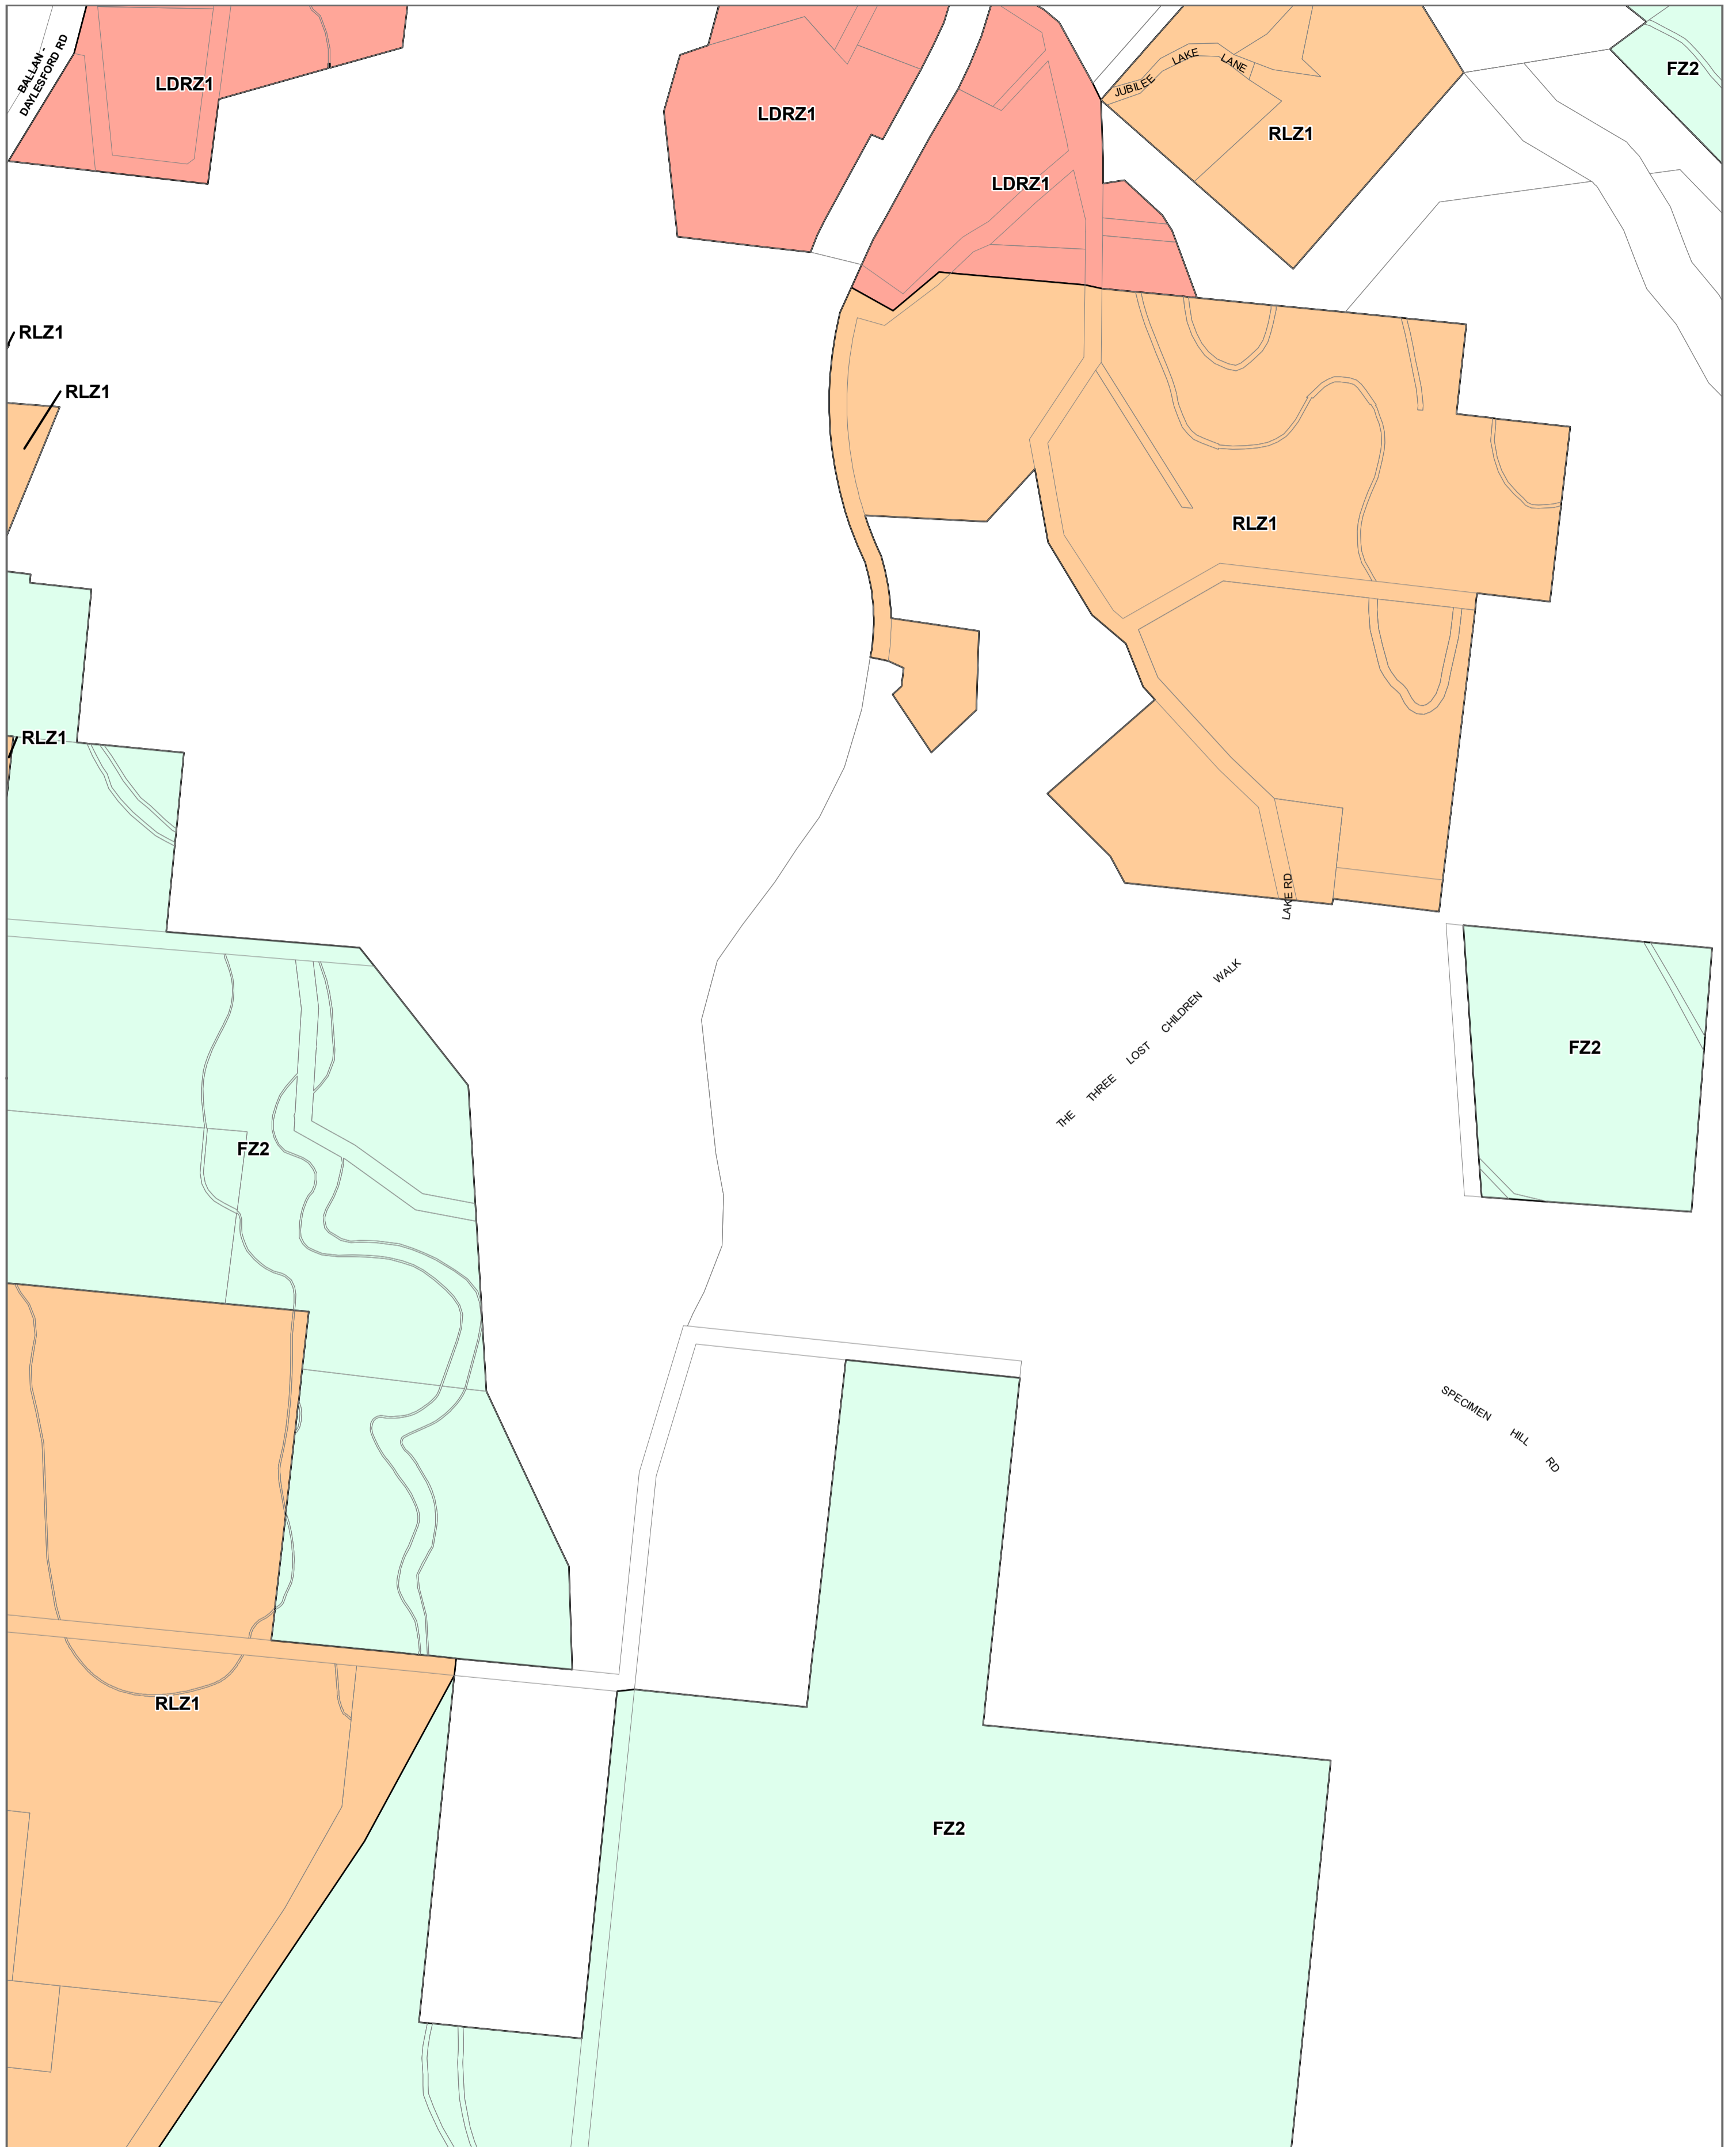 BALLAN -
DAYLESFORD RD
LDRZ1
LDRZ1
LDRZ1
JUBILEE LAKE LANE
RLZ1
FZ2
RLZ1
RLZ1
RLZ1
RLZ1
LAKE RD
THE THREE LOST CHILDREN WALK
FZ2
FZ2
SPECIMEN HILL RD
RLZ1
FZ2